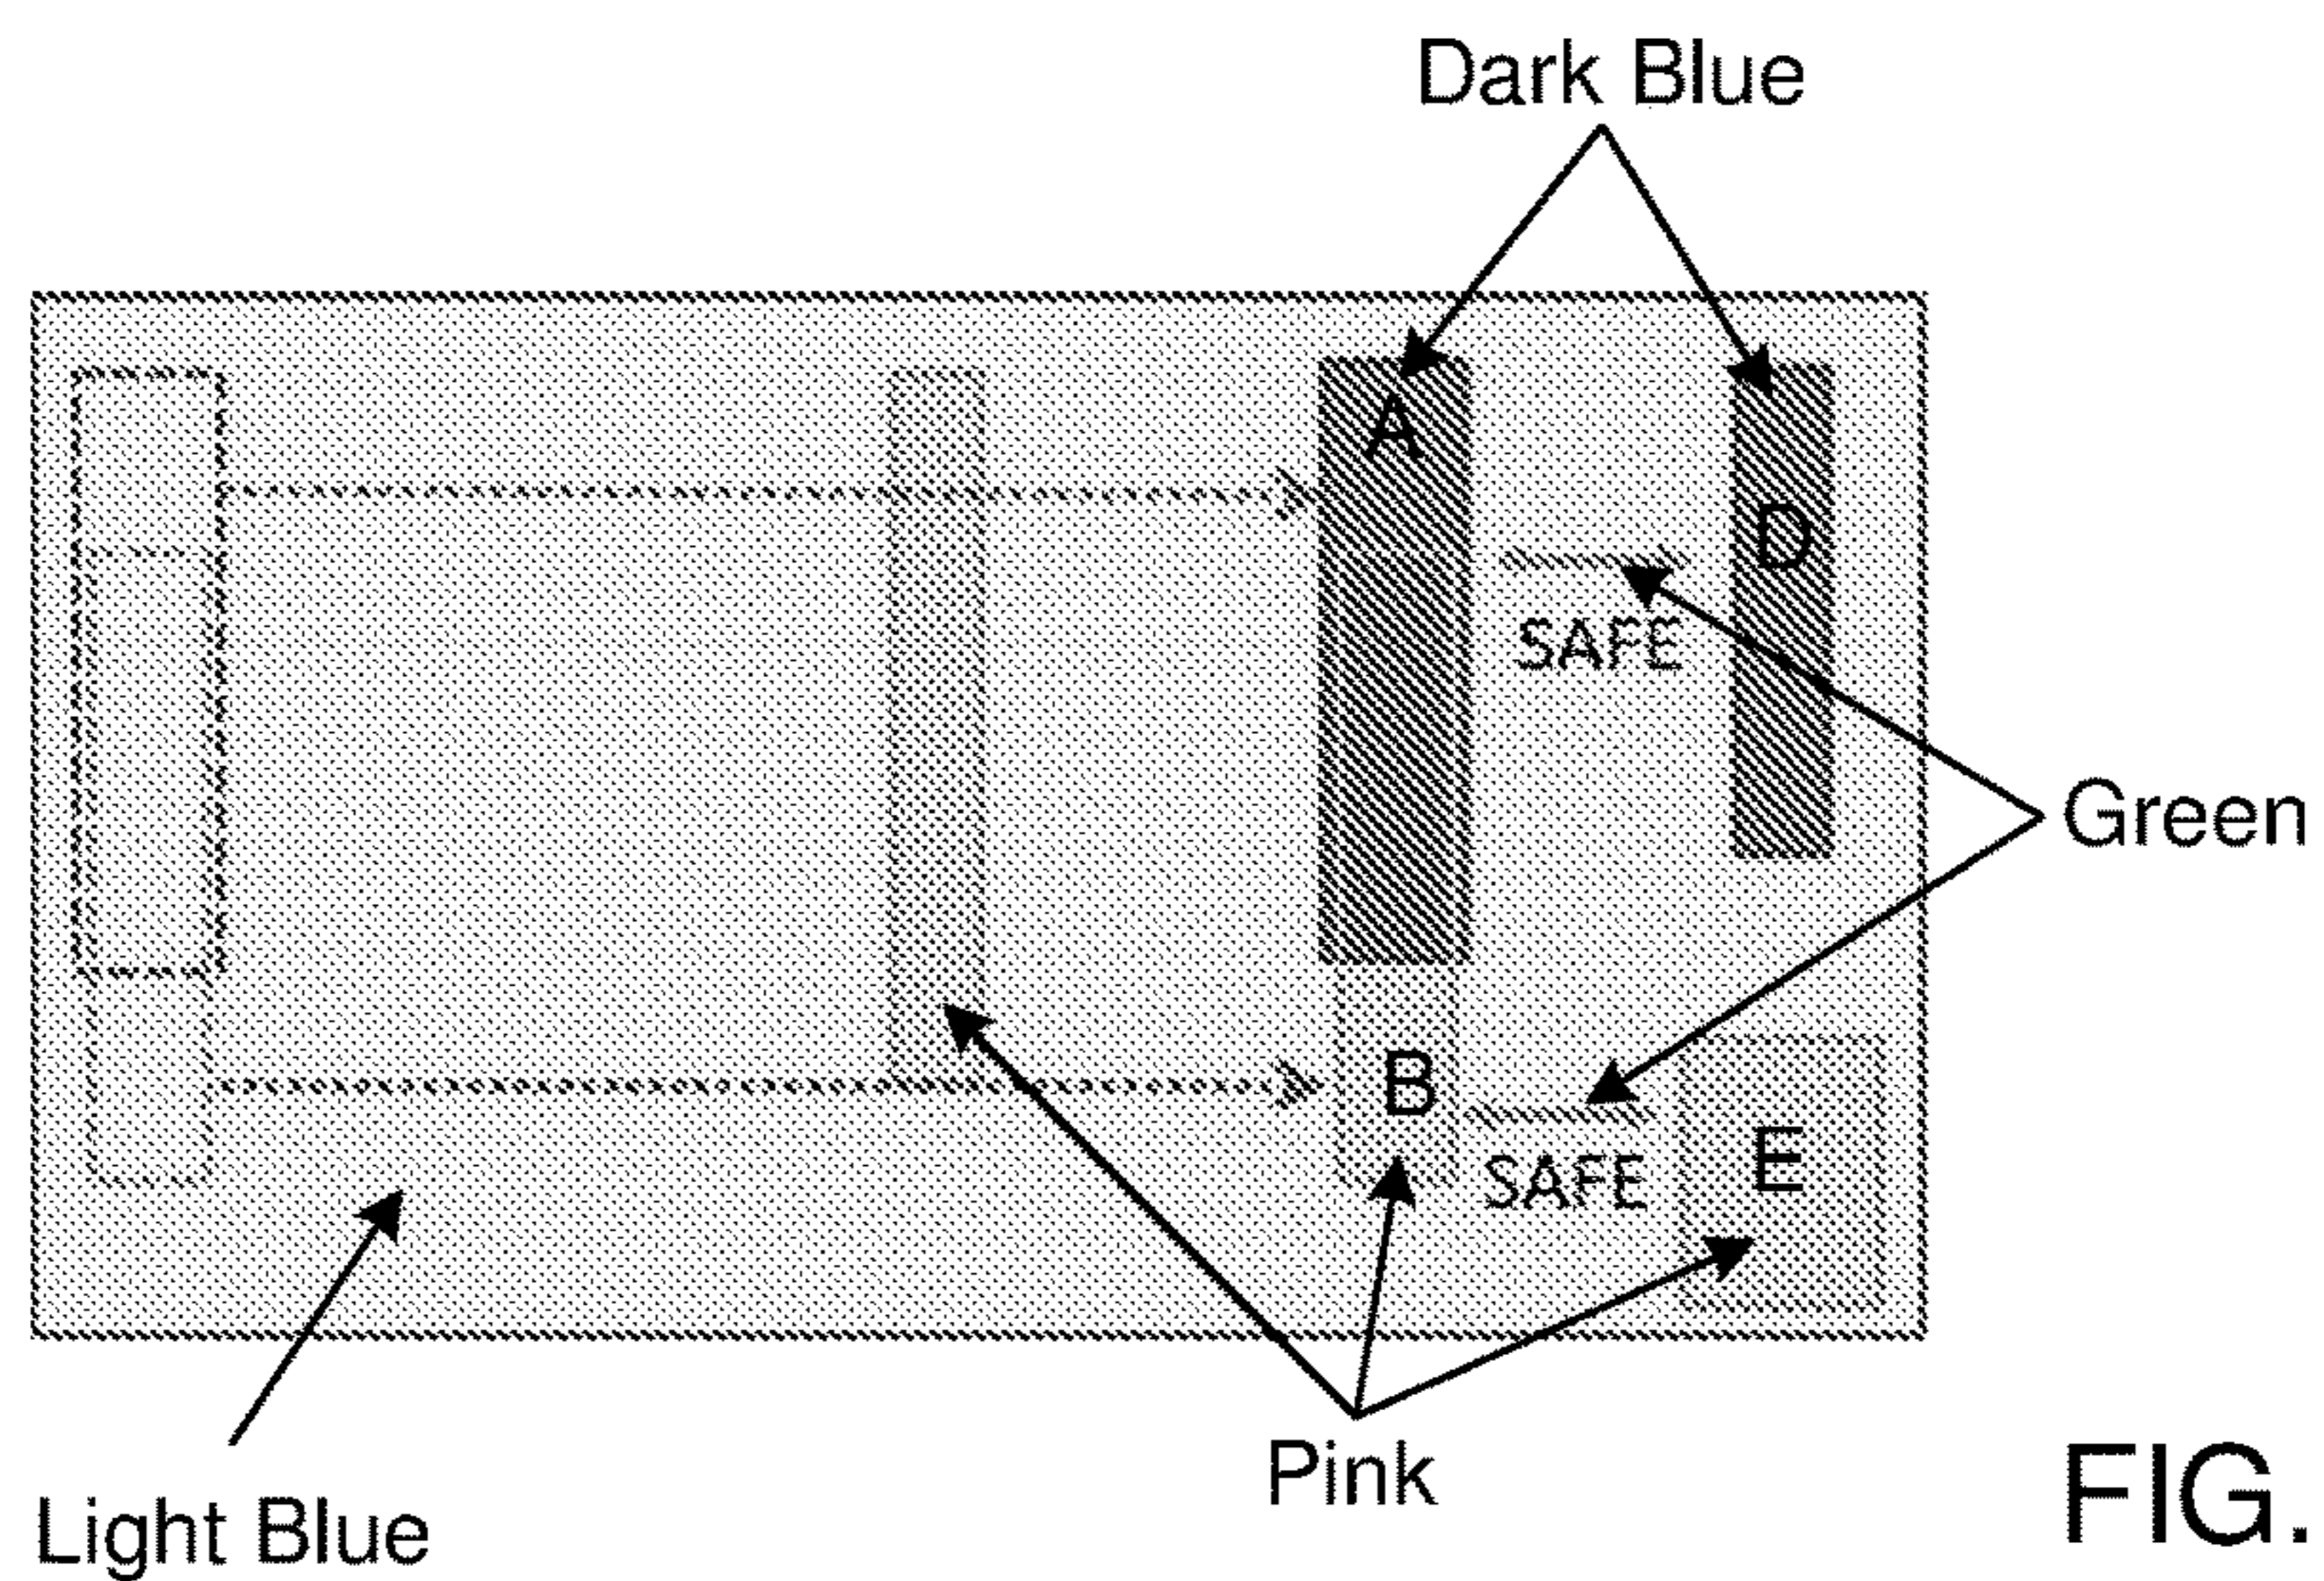 Dark Blue
A
D
SAFE
Green
B
SAFE
E
Pink
Light Blue
FIG.